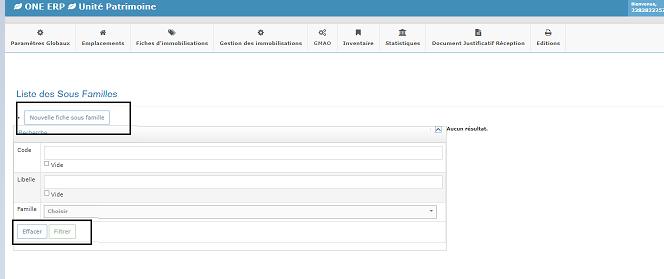 ONE ERP Unité Patrimoine
Bienvenue,
Paramètres Globaux Emplacements Fiches d'immobilisations Gestion des immobilisations GMAO Inventaire Statistiques Document Justificatif Réception Editions
Liste des Sous Familles
Nouvelle fiche sous famille
Recherche
Aucun résultat.
Code
Vide
Libelle
Vide
Famille Choisir
Effacer Filtrer